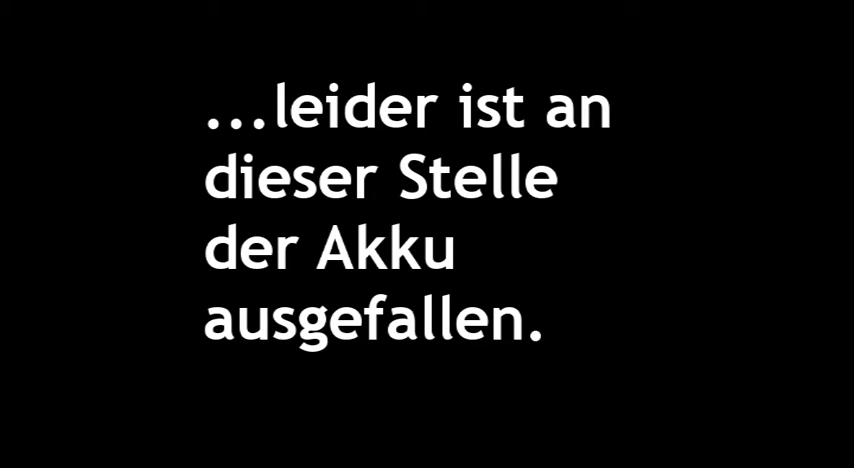 ...leider ist an
dieser Stelle
der Akku
ausgefallen.